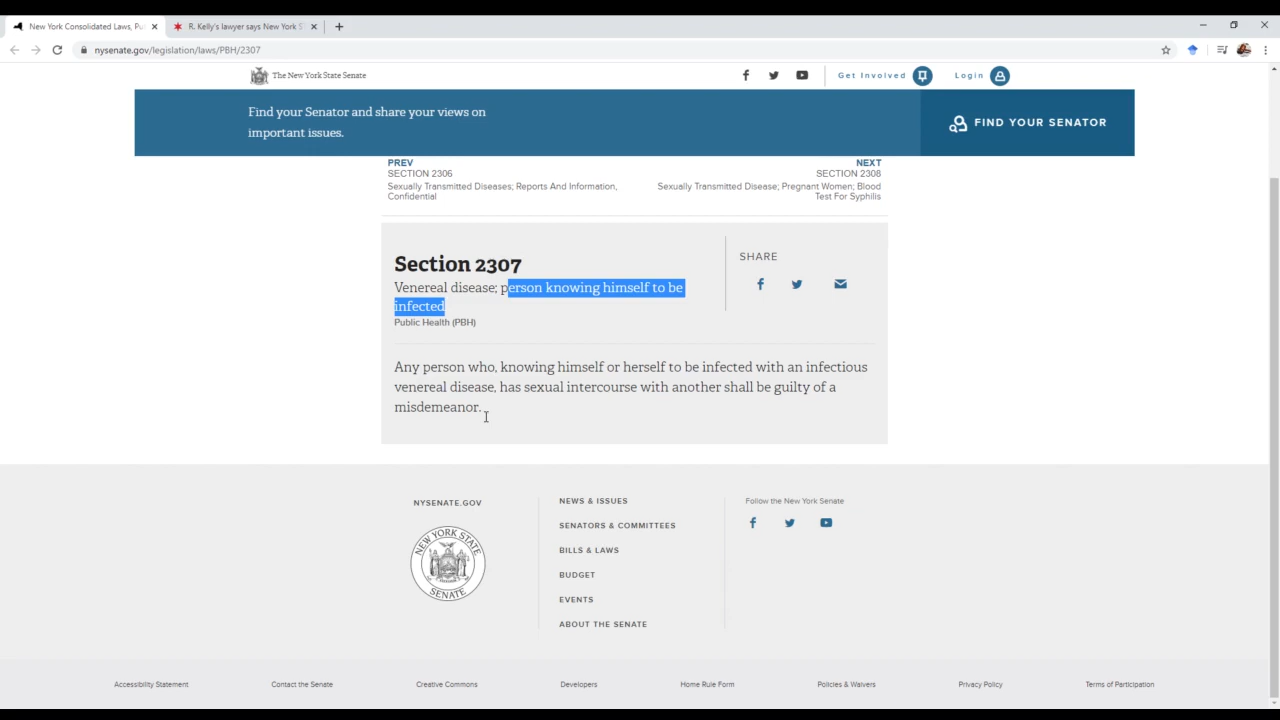 New York Consolidated Laws, Pu
R. Kelly's lawyer says New York S
nysenate.gov/legislation/laws/PBH/2307
The New York State Senate
Get Involved
Login
Find your Senator and share your views on
important issues.
FIND YOUR SENATOR
PREV
SECTION 2306
Sexually Transmitted Diseases; Reports And Information,
Confidential
NEXT
SECTION 2308
Sexually Transmitted Disease; Pregnant Women; Blood
Test For Syphilis
Section 2307
Venereal disease; person knowing himself to be
infected
Public Health (PBH)
SHARE
Any person who, knowing himself or herself to be infected with an infectious
venereal disease, has sexual intercourse with another shall be guilty of a
misdemeanor.
NYSENATE.GOV
NEW YORK STATE
SENATE
NEWS & ISSUES
SENATORS & COMMITTEES
BILLS & LAWS
BUDGET
EVENTS
ABOUT THE SENATE
Follow the New York Senate
Accessibility Statement
Contact the Senate
Creative Commons
Developers
Home Rule Form
Policies & Waivers
Privacy Policy
Terms of Participation